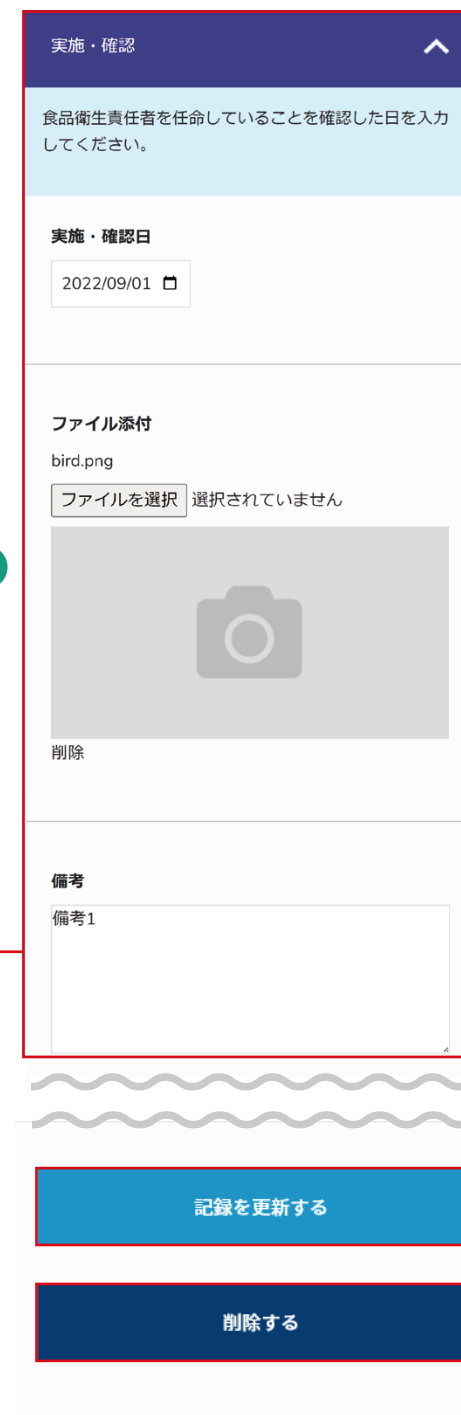 実施・確認
食品衛生責任者を任命していることを確認した日を入力
してください。
実施・確認日
2022/09/01
ファイル添付
bird.png
ファイルを選択 選択されていません
削除
備考
備考1
記録を更新する
削除する